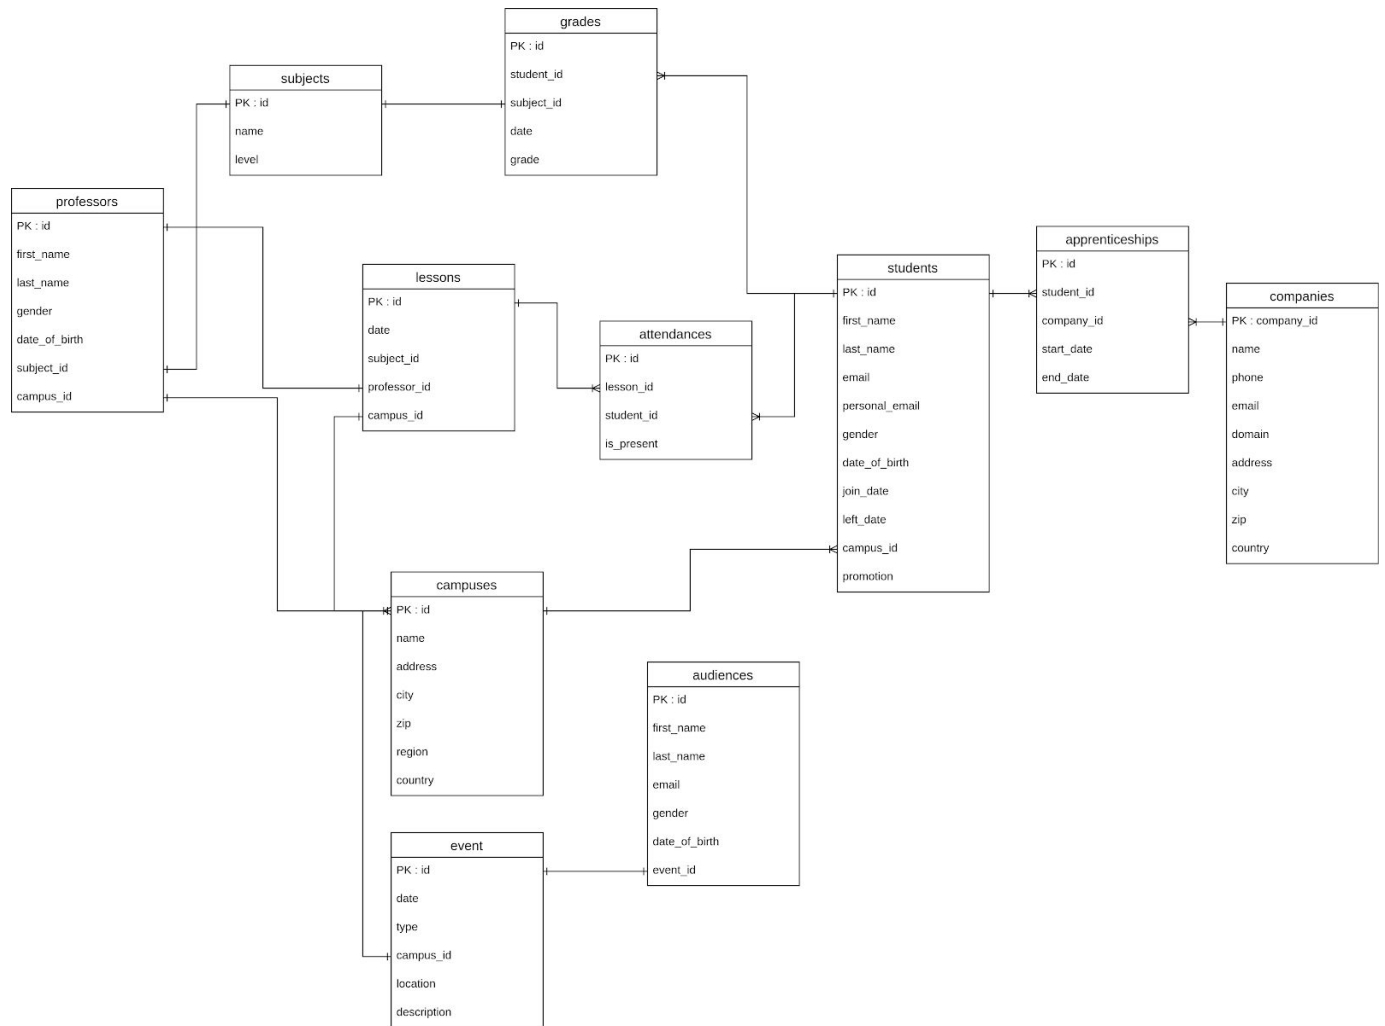 grades
PK : id
student_id
subject_id
date
grade
subjects
PK : id
name
level
professors
PK : id
first_name
last_name
gender
date_of_birth
subject_id
campus_id
lessons
PK : id
date
subject_id
professor_id
campus_id
attendances
PK : id
lesson_id
student_id
is_present
students
PK : id
first_name
last_name
email
personal_email
gender
date_of_birth
join_date
left_date
campus_id
promotion
apprenticeships
PK : id
student_id
company_id
start_date
end_date
companies
PK : company_id
name
phone
email
domain
address
city
zip
country
campuses
PK : id
name
address
city
zip
region
country
audiences
PK : id
first_name
last_name
email
gender
date_of_birth
event_id
event
PK : id
date
type
campus_id
location
description